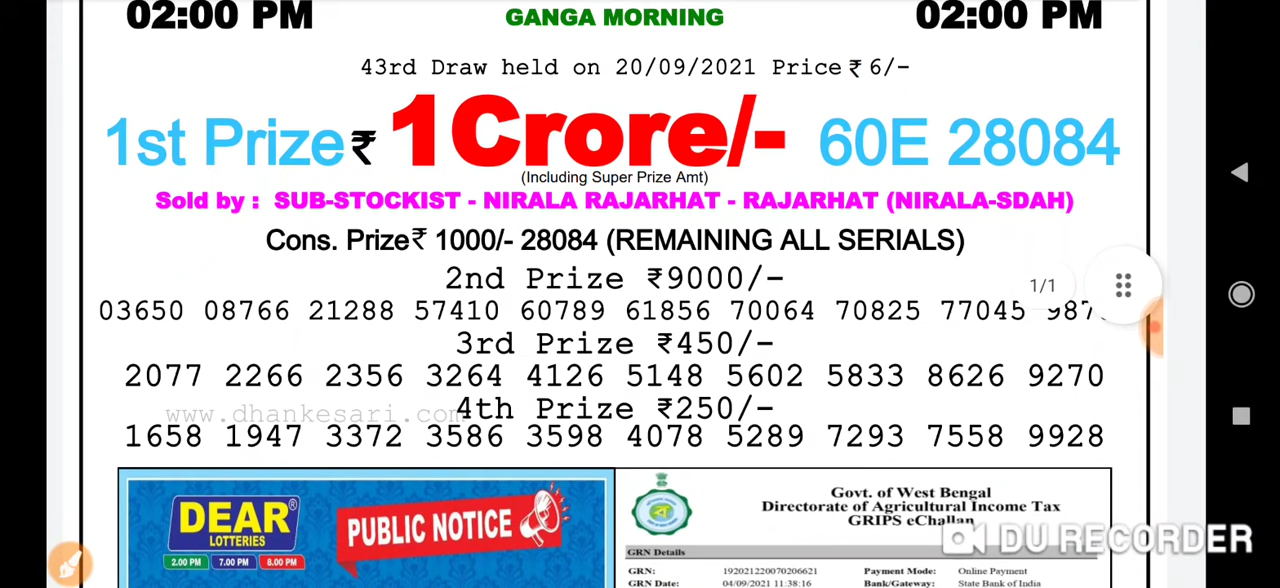 02:00 PM GANGA MORNING 02:00 PM
43rd Draw held on 20/09/2021 Price ₹ 6/-
1st Prize ₹ 1Crore/- 60E 28084
(Including Super Prize Amt)
Sold by : SUB-STOCKIST - NIRALA RAJARHAT - RAJARHAT (NIRALA-SDAH)
Cons. Prize ₹ 1000/- 28084 (REMAINING ALL SERIALS)
2nd Prize ₹9000/-
1/1
03650 08766 21288 57410 60789 61856 70064 70825 77045
3rd Prize ₹450/-
2077 2266 2356 3264 4126 5148 5602 5833 8626 9270
www.dhankesari.com
4th Prize ₹250/-
1658 1947 3372 3586 3598 4078 5289 7293 7558 9928
DEAR
LOTTERIES
2.00 PM 7.00 PM 8.00 PM
PUBLIC NOTICE
Govt. of West Bengal
Directorate of Agricultural Income Tax
GRIPS eChallan
DU RECORDER
GRN Details
GRN: 192021220070206621 Payment Mode: Online Payment
GRN Date: 04/09/2021 11:38:16 Bank/Gateway: State Bank of India